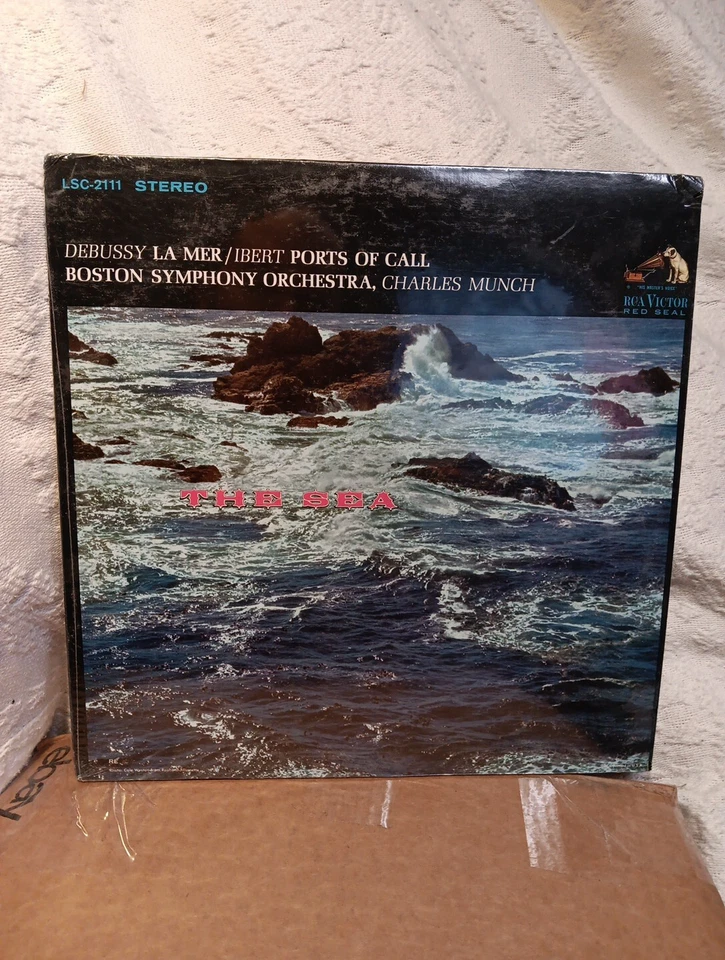 LSC-2111 STEREO
DEBUSSY LA MER/IBERT PORTS OF CALL
BOSTON SYMPHONY ORCHESTRA, CHARLES MUNCH
"HIS MASTER'S VOICE"
RCA VICTOR
RED SEAL
THE SEA
ebay